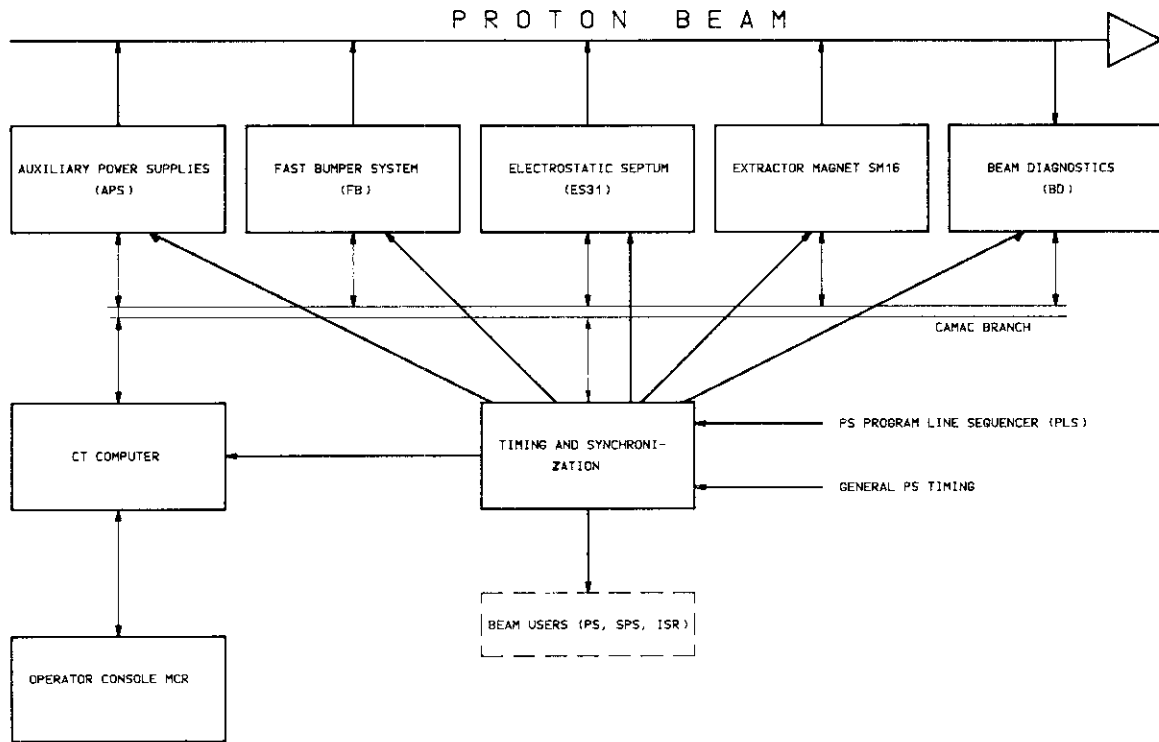 PROTON BEAM
AUXILIARY POWER SUPPLIES
(APS)
FAST BUMPER SYSTEM
(FB)
ELECTROSTATIC SEPTUM
(ES31)
EXTRACTOR MAGNET SM16
BEAM DIAGNOSTICS
(BD)
CAMAC BRANCH
CT COMPUTER
TIMING AND SYNCHRONI-
ZATION
PS PROGRAM LINE SEQUENCER (PLS)
GENERAL PS TIMING
BEAM USERS (PS, SPS, ISR)
OPERATOR CONSOLE MCR